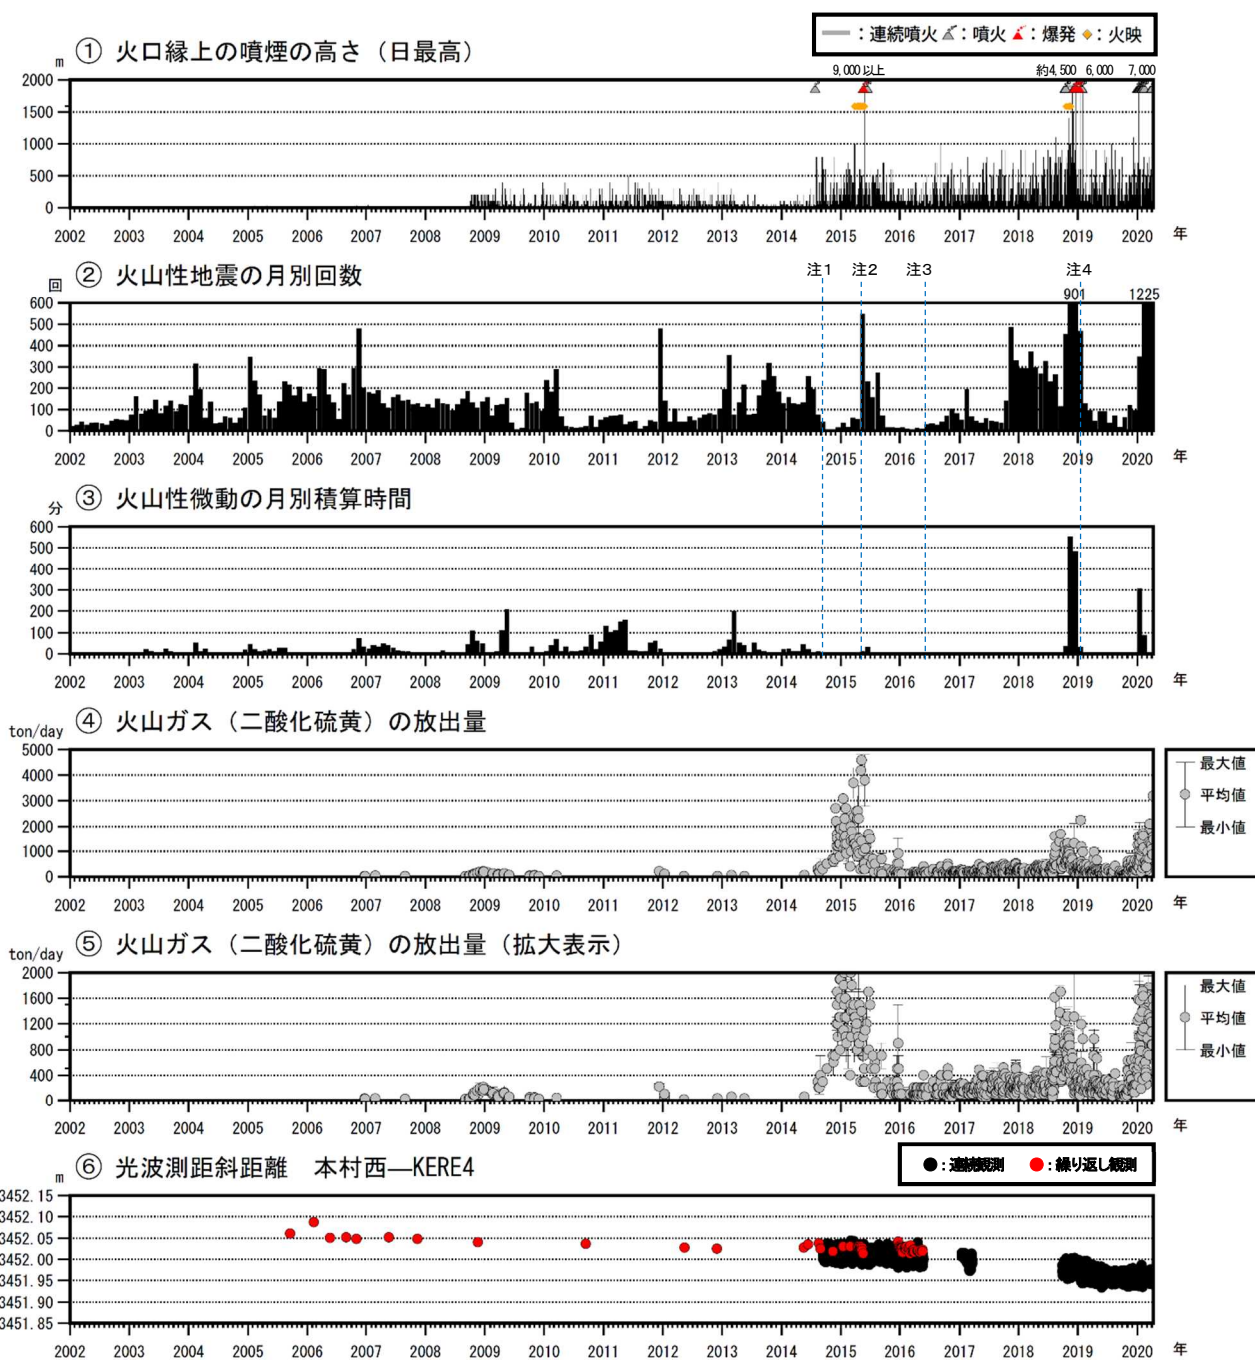 ━━ : 連続噴火 : 噴火 : 爆発 : 火映
① 火口縁上の噴煙の高さ（日最高）
m
9,000以上 約4,500 6,000 7,000
2000
1500
1000
500
0
2002 2003 2004 2005 2006 2007 2008 2009 2010 2011 2012 2013 2014 2015 2016 2017 2018 2019 2020 年
② 火山性地震の月別回数
回
注1 注2 注3 注4
901 1225
600
500
400
300
200
100
0
2002 2003 2004 2005 2006 2007 2008 2009 2010 2011 2012 2013 2014 2015 2016 2017 2018 2019 2020 年
③ 火山性微動の月別積算時間
分
600
500
400
300
200
100
0
2002 2003 2004 2005 2006 2007 2008 2009 2010 2011 2012 2013 2014 2015 2016 2017 2018 2019 2020 年
④ 火山ガス（二酸化硫黄）の放出量
ton/day
5000
4000
3000
2000
1000
0
最大値
平均値
最小値
2002 2003 2004 2005 2006 2007 2008 2009 2010 2011 2012 2013 2014 2015 2016 2017 2018 2019 2020 年
⑤ 火山ガス（二酸化硫黄）の放出量（拡大表示）
ton/day
2000
1600
1200
800
400
0
最大値
平均値
最小値
2002 2003 2004 2005 2006 2007 2008 2009 2010 2011 2012 2013 2014 2015 2016 2017 2018 2019 2020 年
⑥ 光波測距斜距離 本村西―KERE4
●: 連続観測 ●: 繰り返し観測
m
3452.15
3452.10
3452.05
3452.00
3451.95
3451.90
3451.85
2002 2003 2004 2005 2006 2007 2008 2009 2010 2011 2012 2013 2014 2015 2016 2017 2018 2019 2020 年